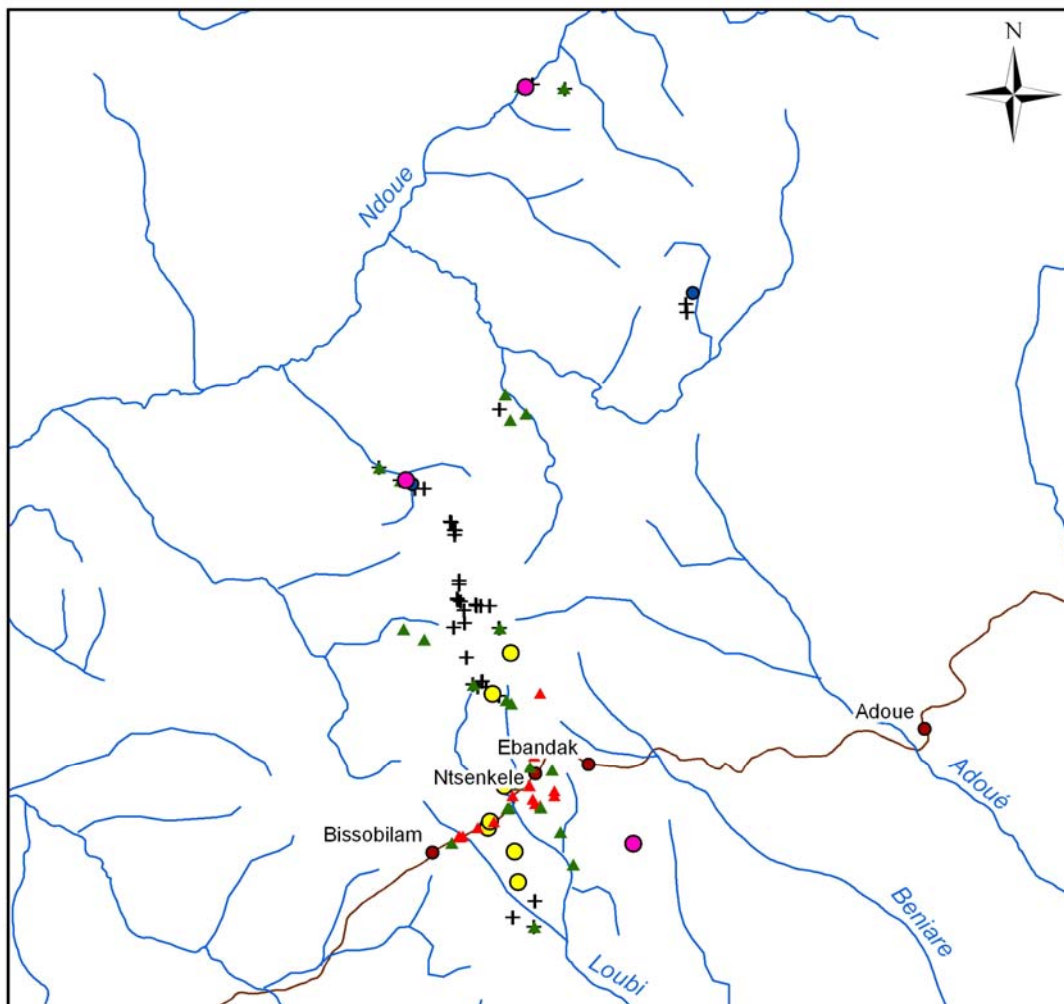 N
Ndoue
Adoue
Ebandak
Ntsenkele
Adoué
Bissobilam
Beniare
Loubi